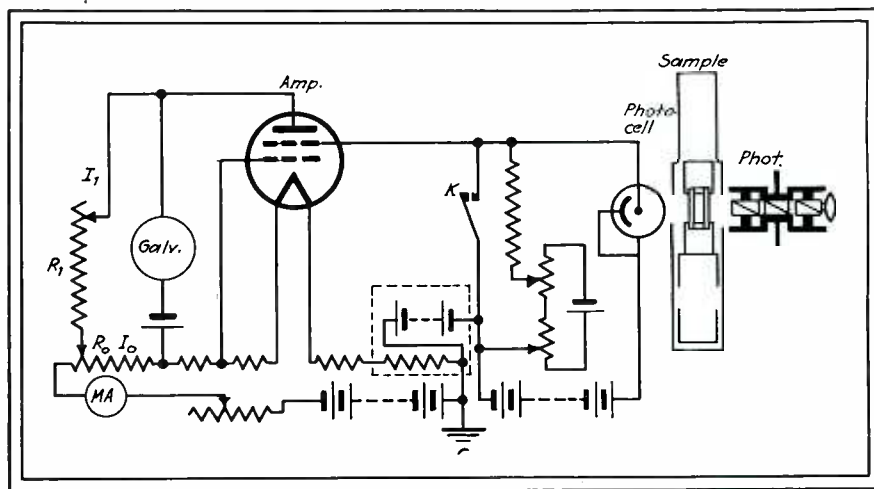 Sample
Amp.
Photo
cell
Phot.
I₁
K
Galv.
R₁
R₀ I₀
MA